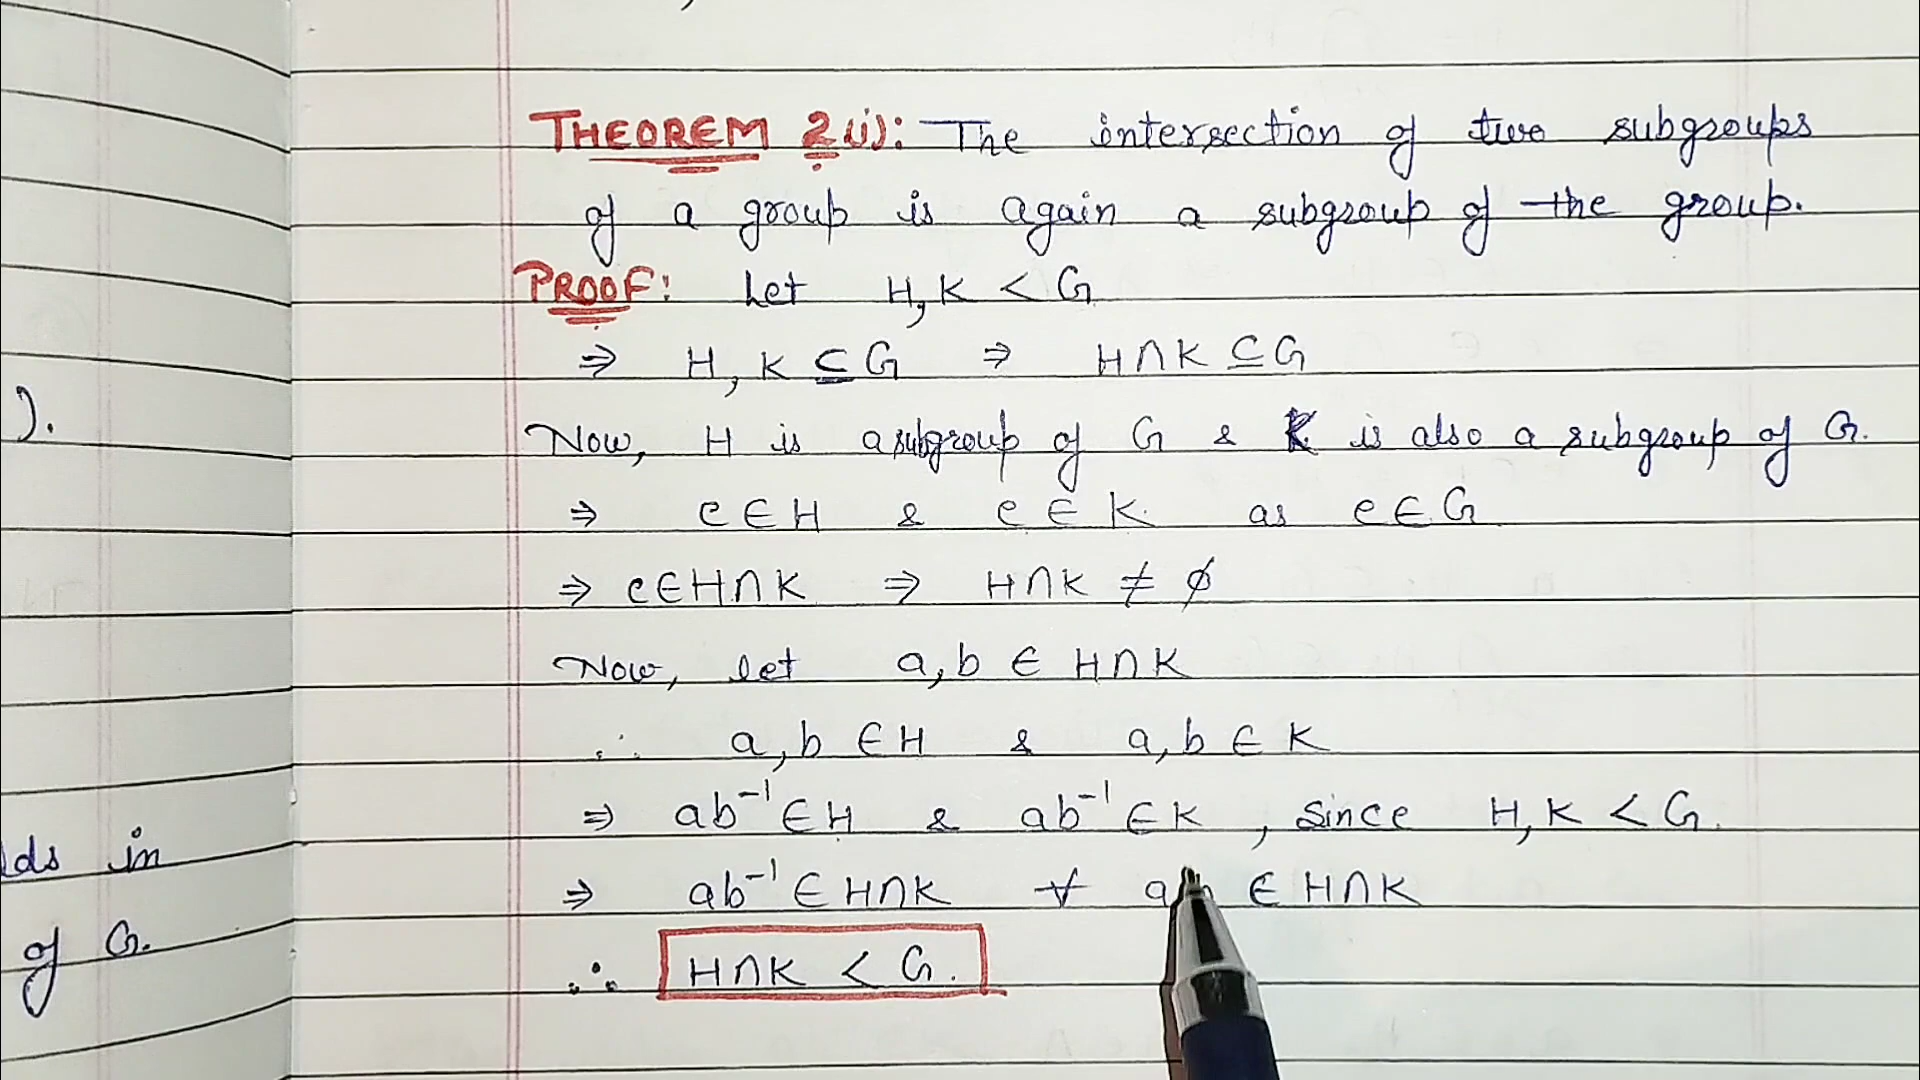 THEOREM 2(i): The intersection of two subgroups
of a group is again a subgroup of the group.
PROOF: Let H, K < G
⇒ H, K ⊆ G ⇒ H∩K ⊆ G
).
Now, H is a subgroup of G & K is also a subgroup of G.
⇒ e ∈ H & e ∈ K. as e ∈ G
⇒ e ∈ H∩K ⇒ H∩K ≠ ϕ
Now, let a, b ∈ H∩K
∴ a, b ∈ H & a, b ∈ K
⇒ ab⁻¹ ∈ H & ab⁻¹ ∈ K, since H, K < G.
lds in
⇒ ab⁻¹ ∈ H∩K ∀ a ∈ H∩K
of G.
∴ H∩K < G.